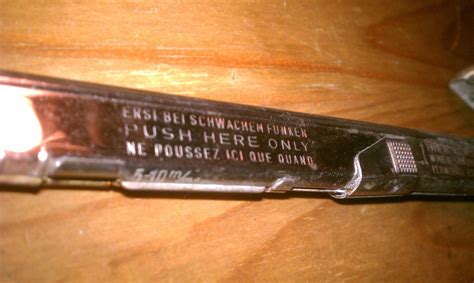 ERST BEI SCHWACHEM FUNKEN
PUSH HERE ONLY
NE POUSSEZ ICI QUE QUAND
5-10 m/m